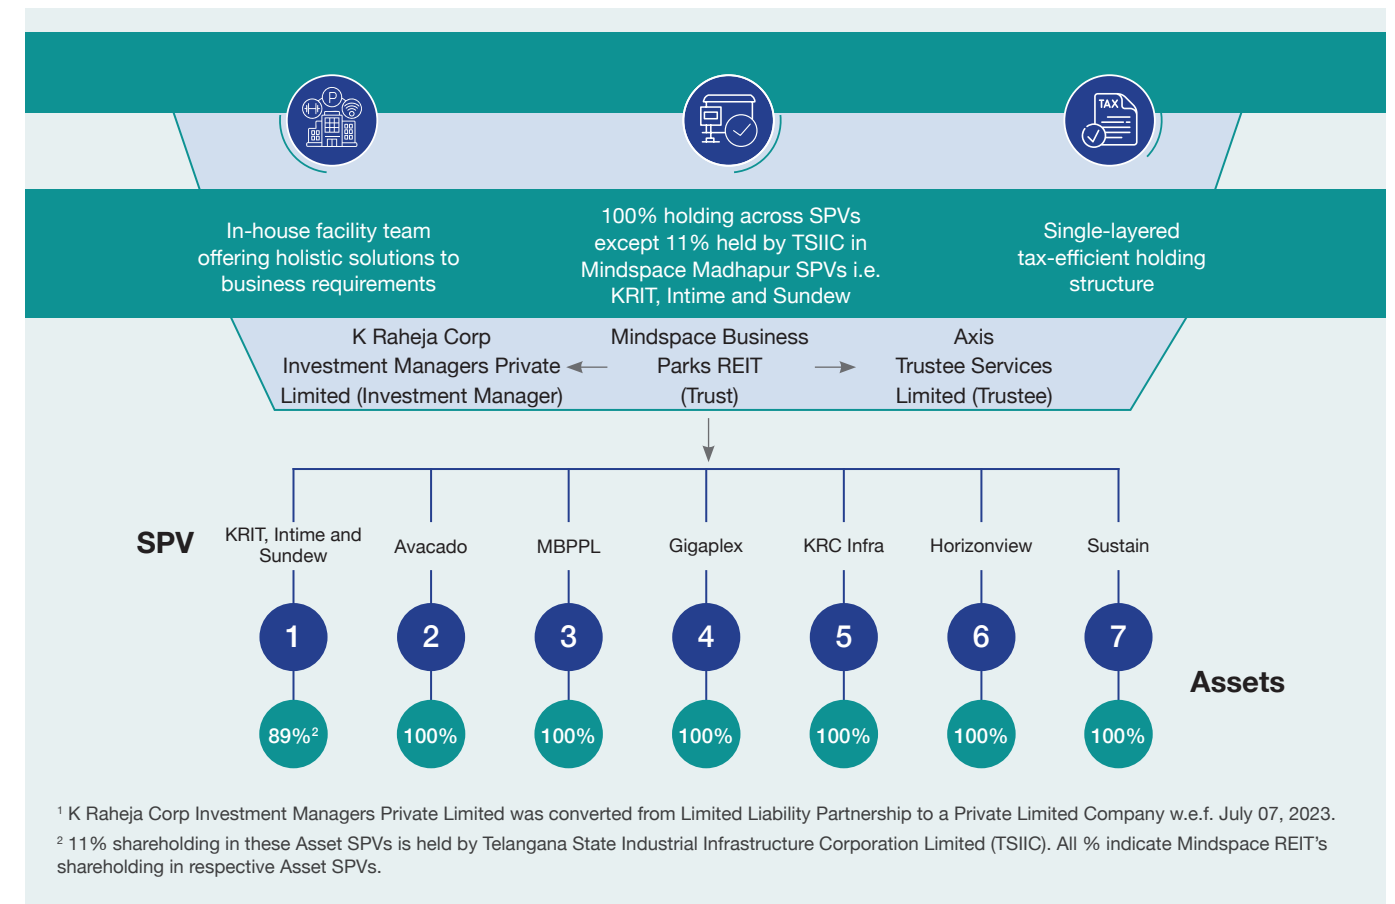 P
TAX
In-house facility team
offering holistic solutions to
business requirements
100% holding across SPVs
except 11% held by TSIIC in
Mindspace Madhapur SPVs i.e.
KRIT, Intime and Sundew
Single-layered
tax-efficient holding
structure
K Raheja Corp
Investment Managers Private
Limited (Investment Manager)
Mindspace Business
Parks REIT
(Trust)
Axis
Trustee Services
Limited (Trustee)
SPV
KRIT, Intime and
Sundew
Avacado
MBPPL
Gigaplex
KRC Infra
Horizonview
Sustain
1
2
3
4
5
6
7
Assets
89%²
100%
100%
100%
100%
100%
100%
¹ K Raheja Corp Investment Managers Private Limited was converted from Limited Liability Partnership to a Private Limited Company w.e.f. July 07, 2023.
² 11% shareholding in these Asset SPVs is held by Telangana State Industrial Infrastructure Corporation Limited (TSIIC). All % indicate Mindspace REIT’s
shareholding in respective Asset SPVs.